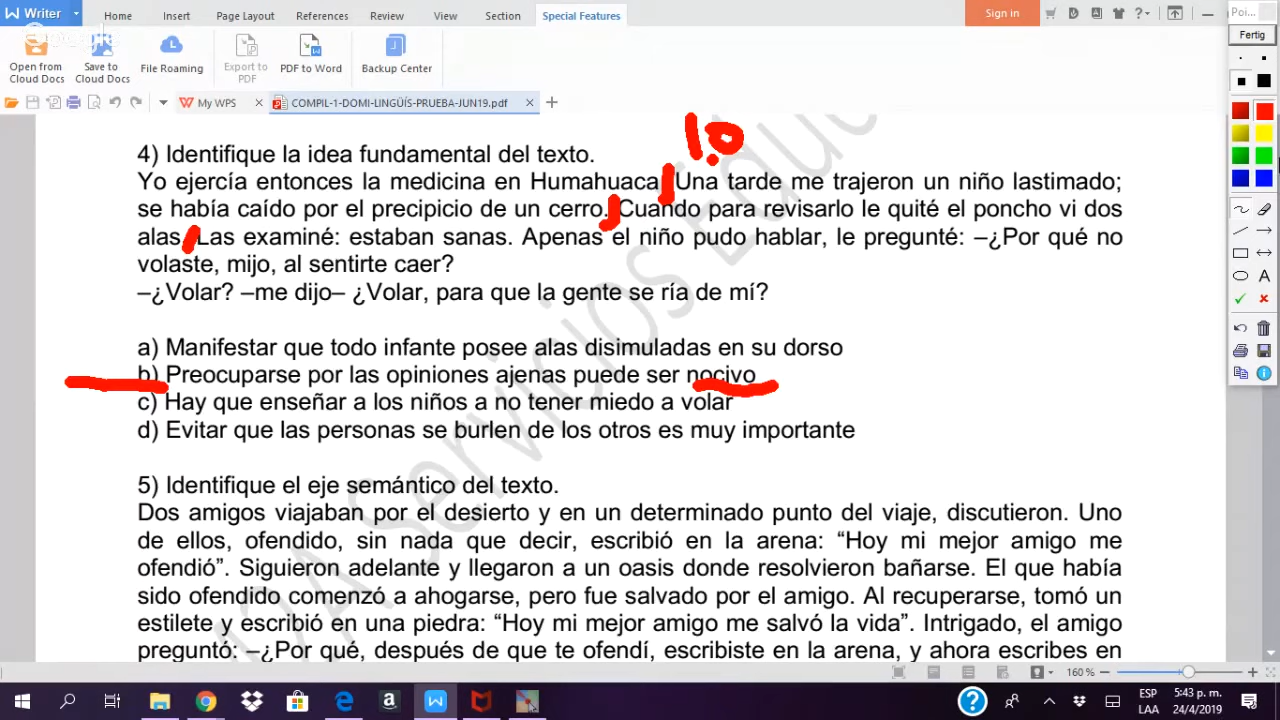 Writer
Home Insert Page Layout References Review View Section Special Features
Sign in
Poi...
Fertig
Open from Cloud Docs
Save to Cloud Docs
File Roaming
Export to PDF
PDF to Word
Backup Center
My WPS
COMPIL-1-DOMI-LINGÜÍS-PRUEBA-JUN19.pdf
4) Identifique la idea fundamental del texto.
Yo ejercía entonces la medicina en Humahuaca. Una tarde me trajeron un niño lastimado;
se había caído por el precipicio de un cerro. Cuando para revisarlo le quité el poncho vi dos
alas. Las examiné: estaban sanas. Apenas el niño pudo hablar, le pregunté: –¿Por qué no
volaste, mijo, al sentirte caer?
–¿Volar? –me dijo– ¿Volar, para que la gente se ría de mí?
a) Manifestar que todo infante posee alas disimuladas en su dorso
b) Preocuparse por las opiniones ajenas puede ser nocivo
c) Hay que enseñar a los niños a no tener miedo a volar
d) Evitar que las personas se burlen de los otros es muy importante
5) Identifique el eje semántico del texto.
Dos amigos viajaban por el desierto y en un determinado punto del viaje, discutieron. Uno
de ellos, ofendido, sin nada que decir, escribió en la arena: “Hoy mi mejor amigo me
ofendió”. Siguieron adelante y llegaron a un oasis donde resolvieron bañarse. El que había
sido ofendido comenzó a ahogarse, pero fue salvado por el amigo. Al recuperarse, tomó un
estilete y escribió en una piedra: “Hoy mi mejor amigo me salvó la vida”. Intrigado, el amigo
preguntó: –¿Por qué, después de que te ofendí, escribiste en la arena, y ahora escribes en
160 %
ESP
LAA
5:43 p. m.
24/4/2019